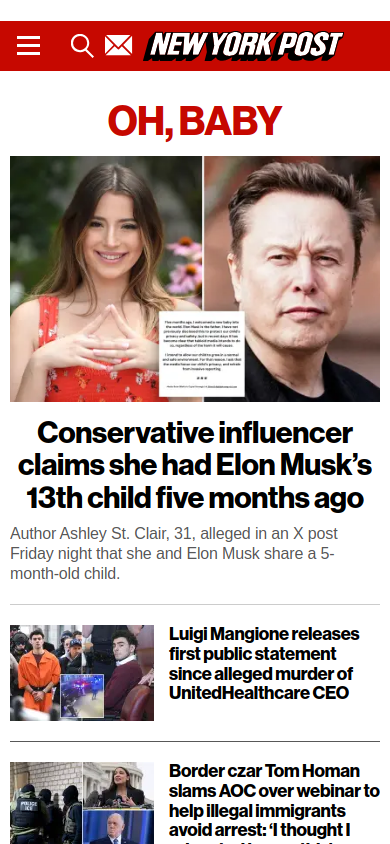 NEW YORK POST
OH, BABY
Conservative influencer
claims she had Elon Musk’s
13th child five months ago
Author Ashley St. Clair, 31, alleged in an X post
Friday night that she and Elon Musk share a 5-
month-old child.
Luigi Mangione releases
first public statement
since alleged murder of
UnitedHealthcare CEO
POLICE
ICE
Border czar Tom Homan
slams AOC over webinar to
help illegal immigrants
avoid arrest: ‘I thought I